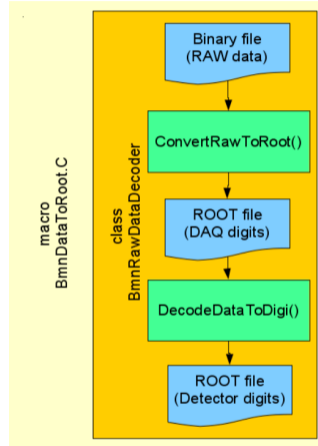 macro
BmnDataToRoot.C
class
BmnRawDataDecoder
Binary file
(RAW data)
ConvertRawToRoot()
ROOT file
(DAQ digits)
DecodeDataToDigi()
ROOT file
(Detector digits)